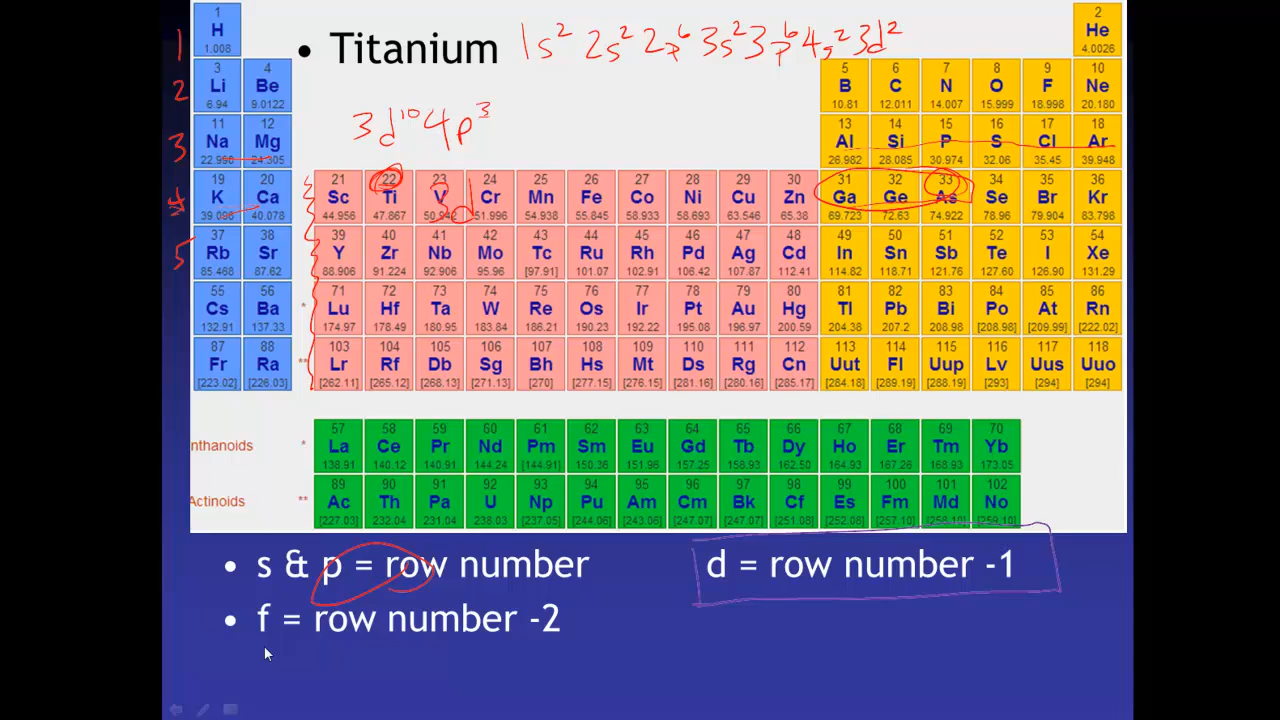 1 2
1 H • Titanium 1s² 2s² 2p⁶ 3s² 3p⁶ 4s² 3d² He
1.008 4.0026
3 4 5 6 7 8 9 10
2 Li Be B C N O F Ne
6.94 9.0122 10.81 12.011 14.007 15.999 18.998 20.180
3d¹⁰ 4p³
11 12 13 14 15 16 17 18
3 Na Mg Al Si P S Cl Ar
22.990 24.305 26.982 28.085 30.974 32.06 35.45 39.948
19 20 21 22 23 24 25 26 27 28 29 30 31 32 33 34 35 36
4 K Ca Sc Ti V 3d Cr Mn Fe Co Ni Cu Zn Ga Ge As Se Br Kr
39.098 40.078 44.956 47.867 50.942 51.996 54.938 55.845 58.933 58.693 63.546 65.38 69.723 72.63 74.922 78.96 79.904 83.798
37 38 39 40 41 42 43 44 45 46 47 48 49 50 51 52 53 54
5 Rb Sr Y Zr Nb Mo Tc Ru Rh Pd Ag Cd In Sn Sb Te I Xe
85.468 87.62 88.906 91.224 92.906 95.96 [97.91] 101.07 102.91 106.42 107.87 112.41 114.82 118.71 121.76 127.60 126.90 131.29
55 56 71 72 73 74 75 76 77 78 79 80 81 82 83 84 85 86
Cs Ba * Lu Hf Ta W Re Os Ir Pt Au Hg Tl Pb Bi Po At Rn
132.91 137.33 174.97 178.49 180.95 183.84 186.21 190.23 192.22 195.08 196.97 200.59 204.38 207.2 208.98 [208.98] [209.99] [222.02]
87 88 103 104 105 106 107 108 109 110 111 112 113 114 115 116 117 118
Fr Ra ** Lr Rf Db Sg Bh Hs Mt Ds Rg Cn Uut Fl Uup Lv Uus Uuo
[223.02] [226.03] [262.11] [265.12] [268.13] [271.13] [270] [277.15] [276.15] [281.16] [280.16] [285.17] [284.18] [289.19] [288.19] [293] [294] [294]
57 58 59 60 61 62 63 64 65 66 67 68 69 70
nthanoids * La Ce Pr Nd Pm Sm Eu Gd Tb Dy Ho Er Tm Yb
138.91 140.12 140.91 144.24 [144.91] 150.36 151.96 157.25 158.93 162.50 164.93 167.26 168.93 173.05
89 90 91 92 93 94 95 96 97 98 99 100 101 102
Actinoids ** Ac Th Pa U Np Pu Am Cm Bk Cf Es Fm Md No
[227.03] 232.04 231.04 238.03 [237.05] [244.06] [243.06] [247.07] [247.07] [251.08] [252.08] [257.10] [258.10] [259.10]
• s & p = row number d = row number -1
• f = row number -2